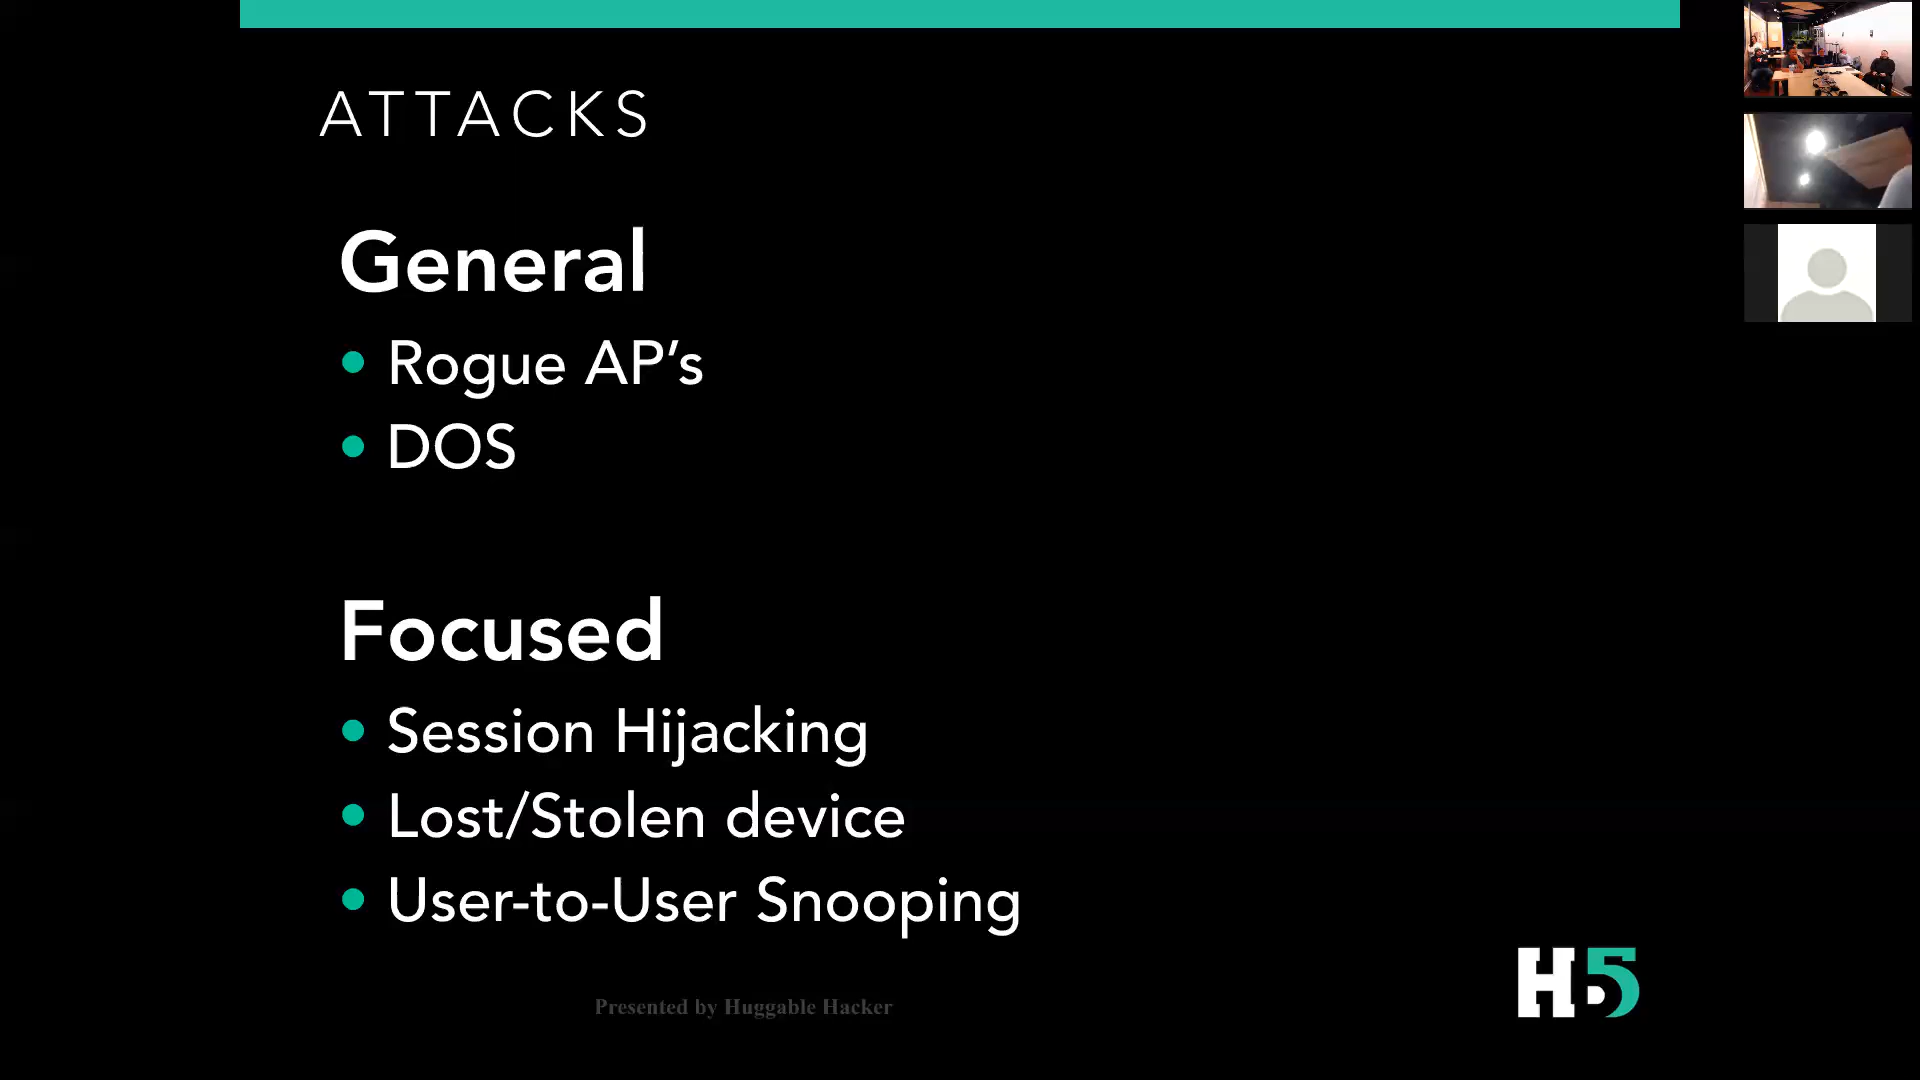 ATTACKS
General
• Rogue AP’s
• DOS
Focused
• Session Hijacking
• Lost/Stolen device
• User-to-User Snooping
Presented by Huggable Hacker
H5